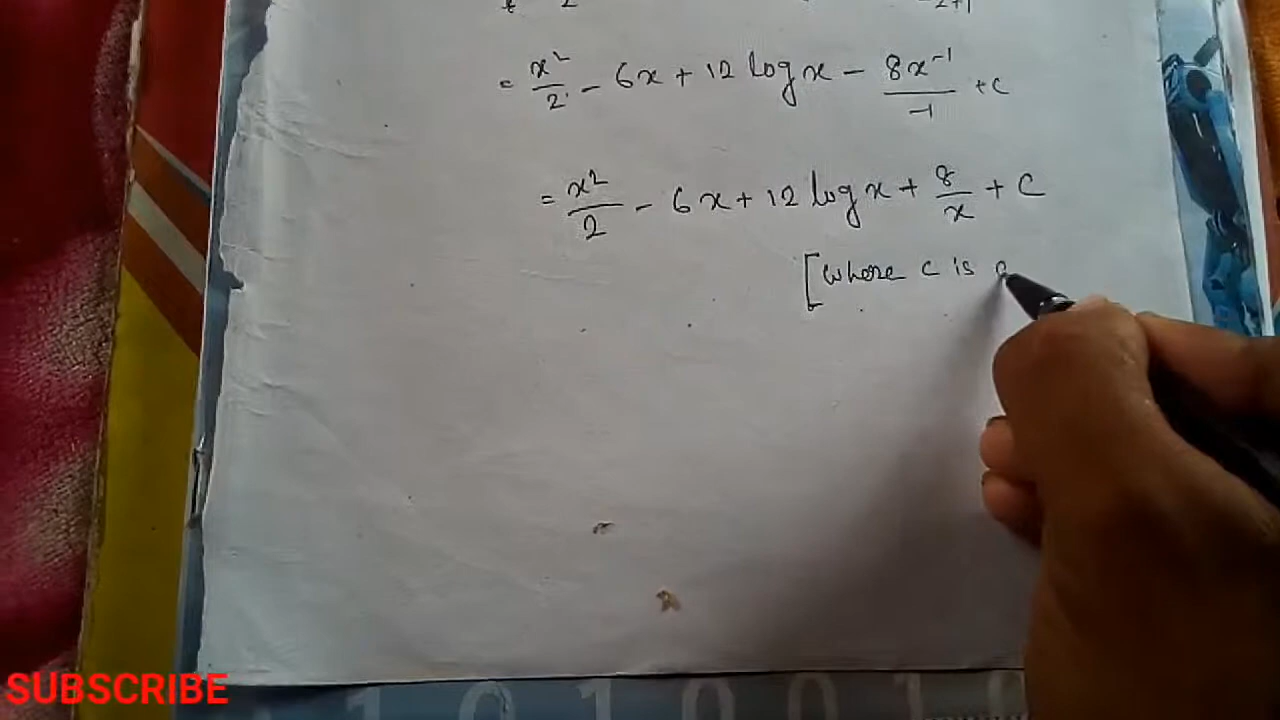 = x²/2 - 6x + 12 log x - 8x⁻¹/-1 + c
= x²/2 - 6x + 12 log x + 8/x + C
[where c is
SUBSCRIBE